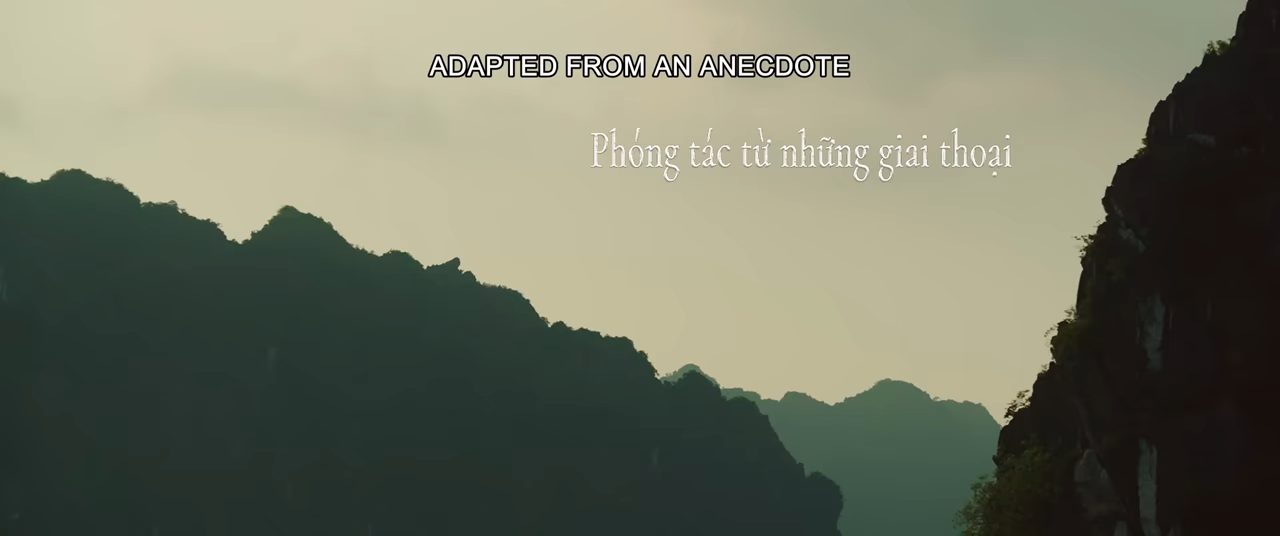 ADAPTED FROM AN ANECDOTE
Phóng tác từ những giai thoại